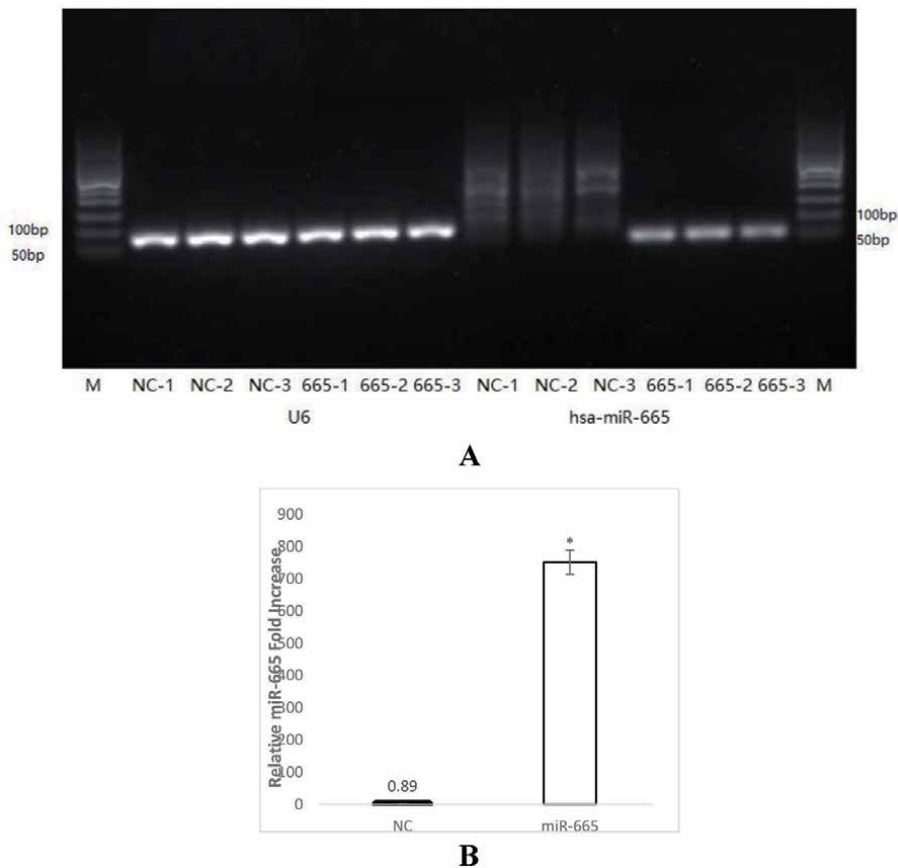 100bp
50bp
100bp
50bp
M NC-1 NC-2 NC-3 665-1 665-2 665-3 NC-1 NC-2 NC-3 665-1 665-2 665-3 M
U6 hsa-miR-665
A
Relative miR-665 Fold Increase
900
800
700
600
500
400
300
200
100
0
*
0.89
NC miR-665
B